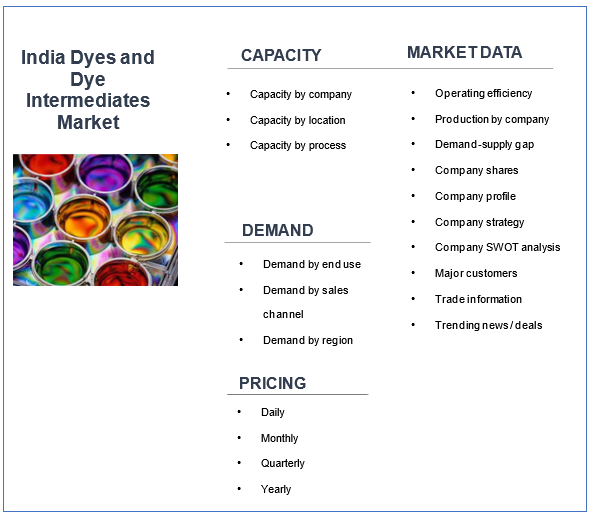 India Dyes and
Dye
Intermediates
Market
CAPACITY
• Capacity by company
• Capacity by location
• Capacity by process
DEMAND
• Demand by end use
• Demand by sales
channel
• Demand by region
PRICING
• Daily
• Monthly
• Quarterly
• Yearly
MARKET DATA
• Operating efficiency
• Production by company
• Demand-supply gap
• Company shares
• Company profile
• Company strategy
• Company SWOT analysis
• Major customers
• Trade information
• Trending news / deals